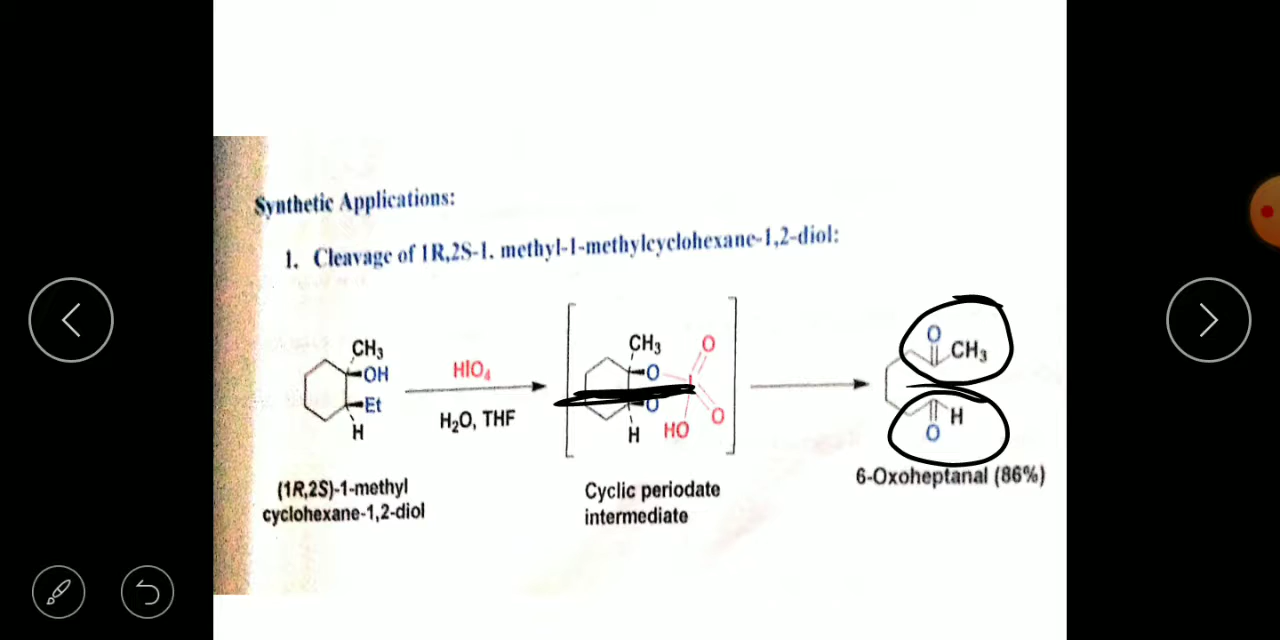 Synthetic Applications:
1. Cleavage of 1R,2S-1. methyl-1-methylcyclohexane-1,2-diol:
CH3
OH
Et
H
HIO4
H2O, THF
CH3
O
O
I
O
O
H HO
O
CH3
H
O
(1R,2S)-1-methyl
cyclohexane-1,2-diol
Cyclic periodate
intermediate
6-Oxoheptanal (86%)